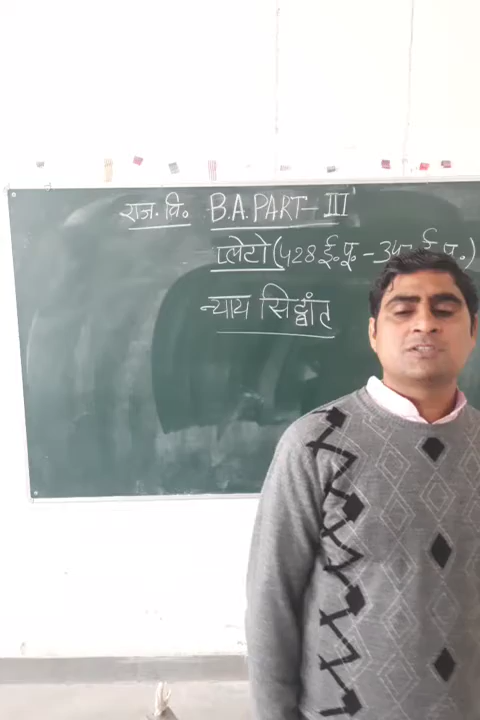 राज. वि. B.A. PART-III
प्लेटो (428 ई.पू. - ई.पू.)
न्याय सिद्धांत